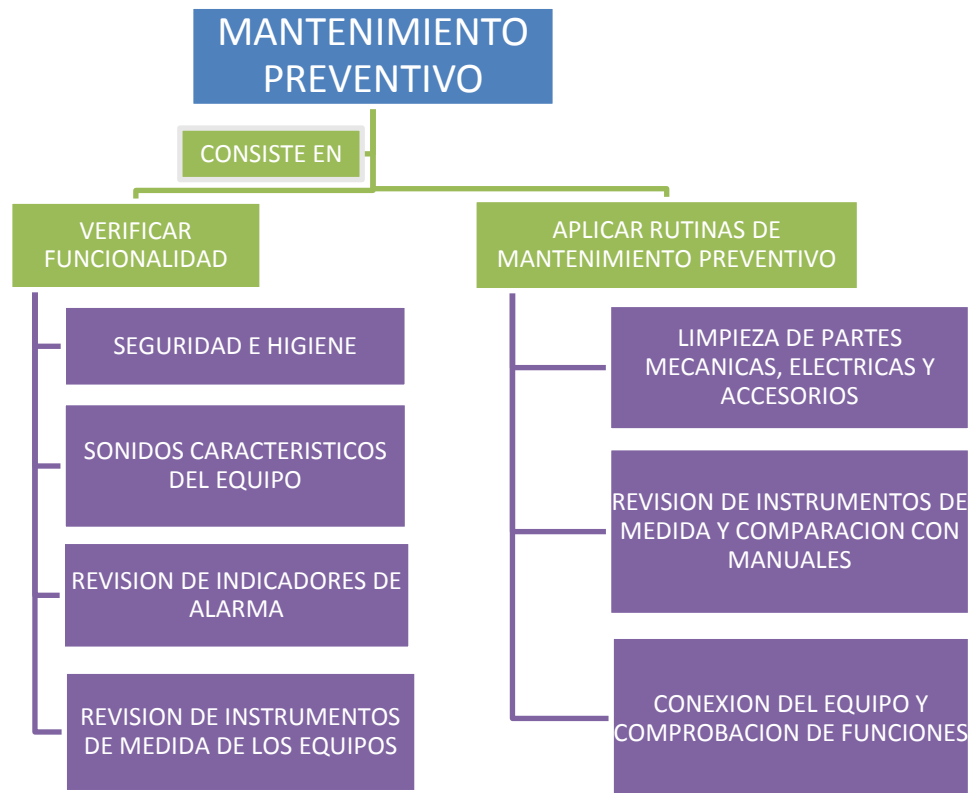 MANTENIMIENTO
PREVENTIVO
CONSISTE EN
VERIFICAR
FUNCIONALIDAD
SEGURIDAD E HIGIENE
SONIDOS CARACTERISTICOS
DEL EQUIPO
REVISION DE INDICADORES DE
ALARMA
REVISION DE INSTRUMENTOS
DE MEDIDA DE LOS EQUIPOS
APLICAR RUTINAS DE
MANTENIMIENTO PREVENTIVO
LIMPIEZA DE PARTES
MECANICAS, ELECTRICAS Y
ACCESORIOS
REVISION DE INSTRUMENTOS DE
MEDIDA Y COMPARACION CON
MANUALES
CONEXION DEL EQUIPO Y
COMPROBACION DE FUNCIONES